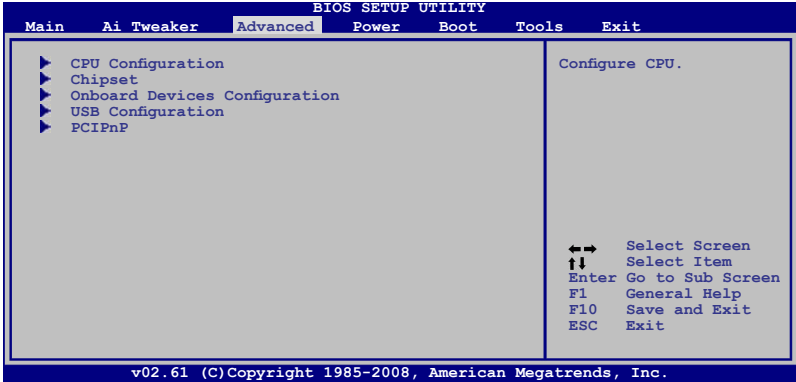 BIOS SETUP UTILITY
Main Ai Tweaker Advanced Power Boot Tools Exit
CPU Configuration
Chipset
Onboard Devices Configuration
USB Configuration
PCIPnP
Configure CPU.
Select Screen
Select Item
Enter Go to Sub Screen
F1 General Help
F10 Save and Exit
ESC Exit
v02.61 (C)Copyright 1985-2008, American Megatrends, Inc.